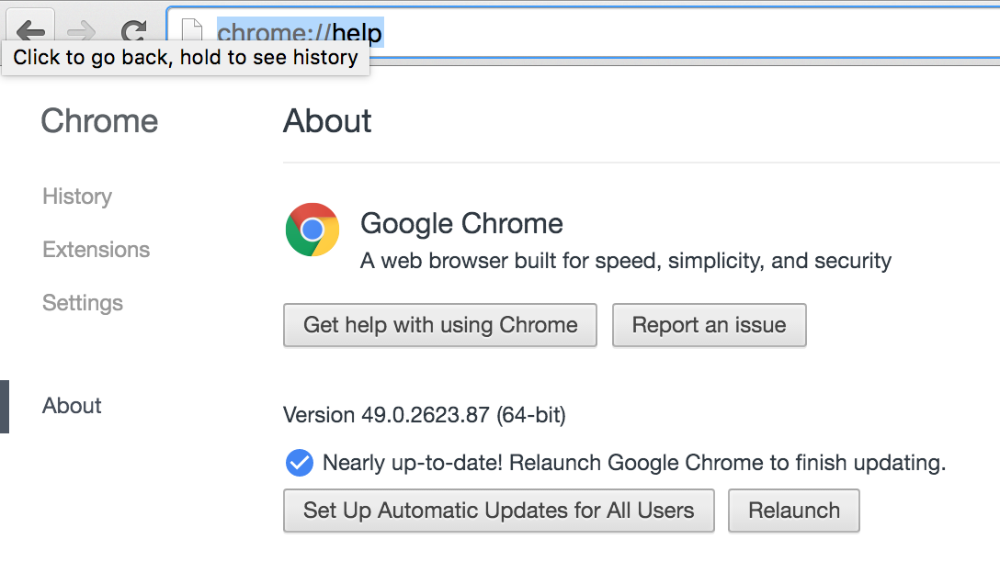 chrome://help
Click to go back, hold to see history
Chrome
About
History
Extensions
Settings
About
Google Chrome
A web browser built for speed, simplicity, and security
Get help with using Chrome
Report an issue
Version 49.0.2623.87 (64-bit)
Nearly up-to-date! Relaunch Google Chrome to finish updating.
Set Up Automatic Updates for All Users
Relaunch